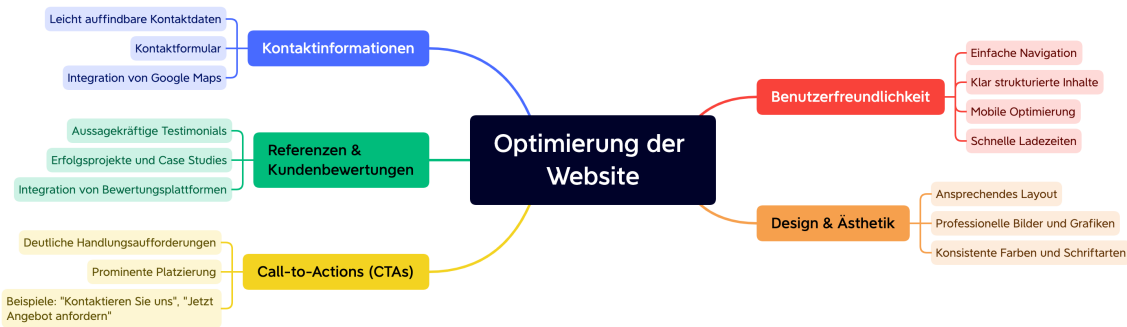 Optimierung der
Website
Benutzerfreundlichkeit
Einfache Navigation
Klar strukturierte Inhalte
Mobile Optimierung
Schnelle Ladezeiten
Design & Ästhetik
Ansprechendes Layout
Professionelle Bilder und Grafiken
Konsistente Farben und Schriftarten
Kontaktinformationen
Leicht auffindbare Kontaktdaten
Kontaktformular
Integration von Google Maps
Referenzen &
Kundenbewertungen
Aussagekräftige Testimonials
Erfolgsprojekte und Case Studies
Integration von Bewertungsplattformen
Call-to-Actions (CTAs)
Deutliche Handlungsaufforderungen
Prominente Platzierung
Beispiele: "Kontaktieren Sie uns", "Jetzt
Angebot anfordern"